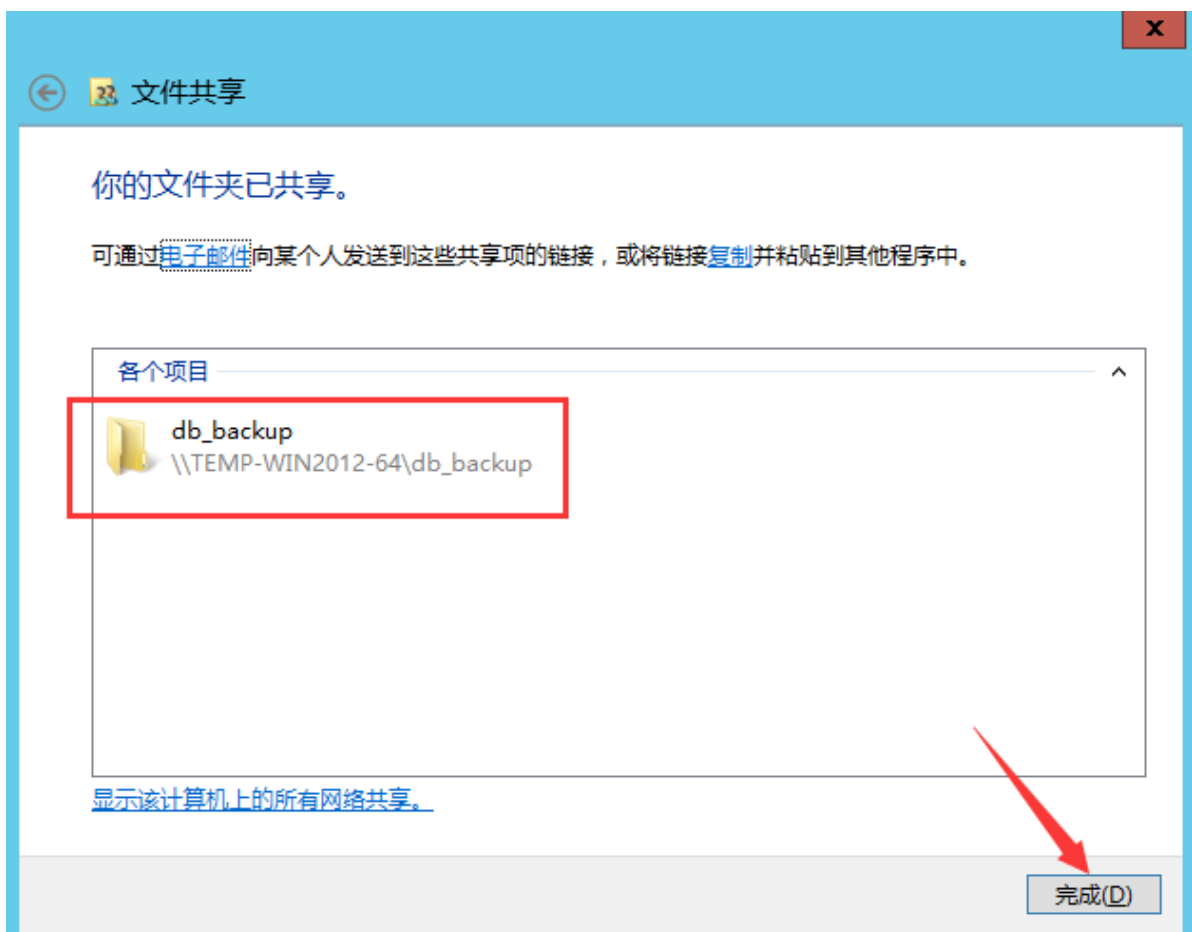 x
文件共享
你的文件夹已共享。
可通过电子邮件向某个人发送到这些共享项的链接，或将链接复制并粘贴到其他程序中。
各个项目
db_backup
\\TEMP-WIN2012-64\db_backup
显示该计算机上的所有网络共享。
完成(D)